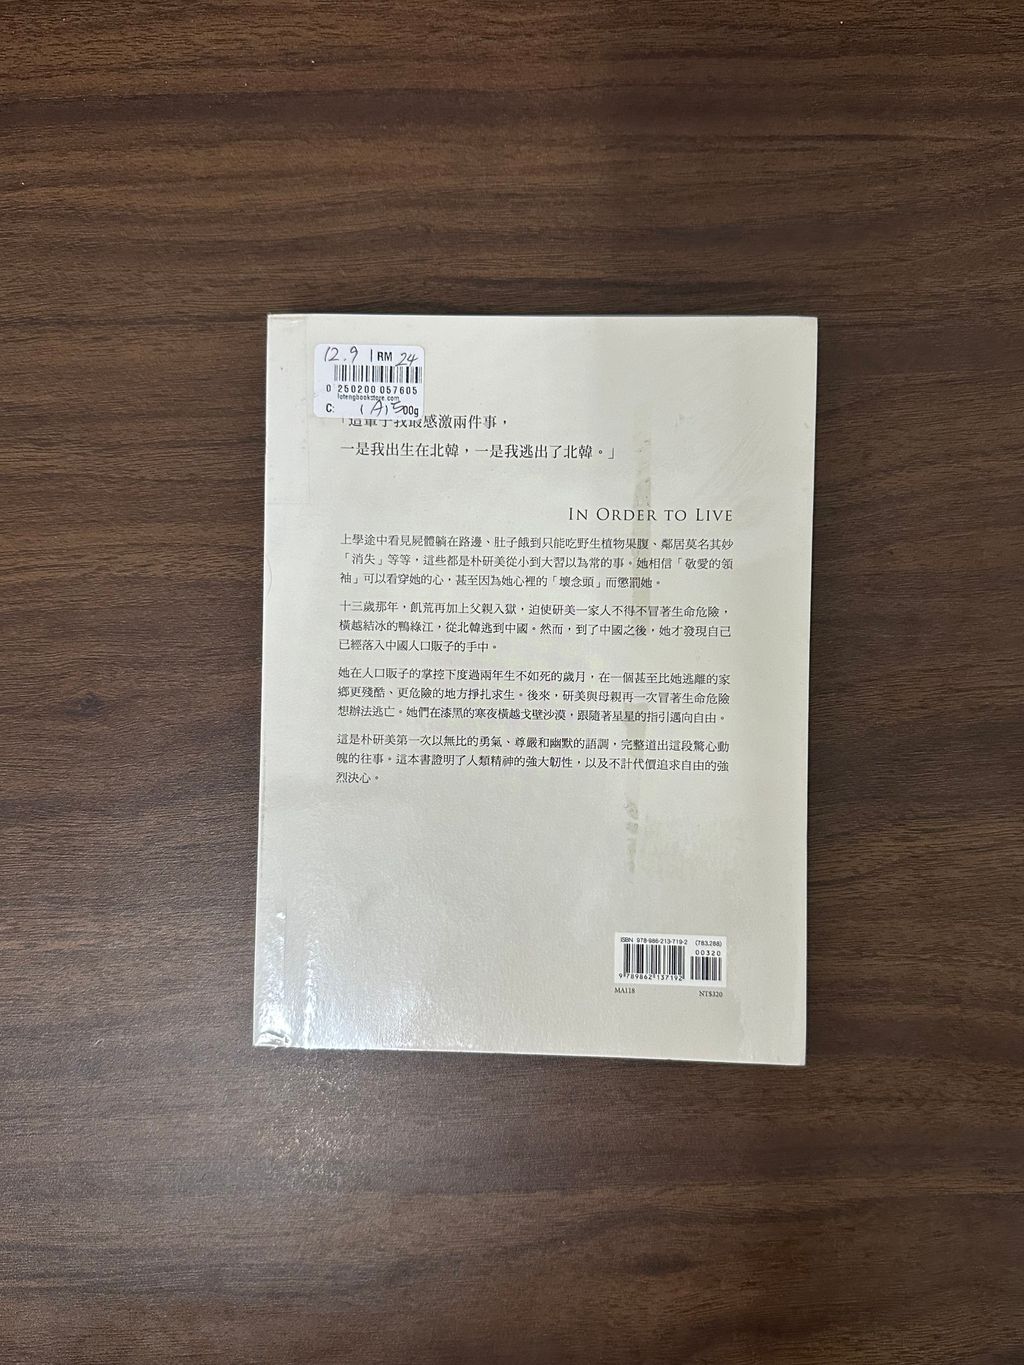 12.9 | RM 24
0 250200 057605
lotengbookstore.com
C: (A) 500g
「這輩子我最感激兩件事，
一是我出生在北韓，一是我逃出了北韓。」
IN ORDER TO LIVE
上學途中看見屍體躺在路邊、肚子餓到只能吃野生植物果腹、鄰居莫名其妙
「消失」等等，這些都是朴研美從小到大習以為常的事。她相信「敬愛的領
袖」可以看穿她的心，甚至因為她心裡的「壞念頭」而懲罰她。
十三歲那年，飢荒再加上父親入獄，迫使研美一家人不得不冒著生命危險，
橫越結冰的鴨綠江，從北韓逃到中國。然而，到了中國之後，她才發現自己
已經落入中國人口販子的手中。
她在人口販子的掌控下度過兩年生不如死的歲月，在一個甚至比她逃離的家
鄉更殘酷、更危險的地方掙扎求生。後來，研美與母親再一次冒著生命危險
想辦法逃亡。她們在漆黑的寒夜橫越戈壁沙漠，跟隨著星星的指引邁向自由。
這是朴研美第一次以無比的勇氣、尊嚴和幽默的語調，完整道出這段驚心動
魄的往事。這本書證明了人類精神的強大韌性，以及不計代價追求自由的強
烈決心。
ISBN 978-986-213-719-2 (783.288)
00320
9 789862 137192
MA118 NT$320